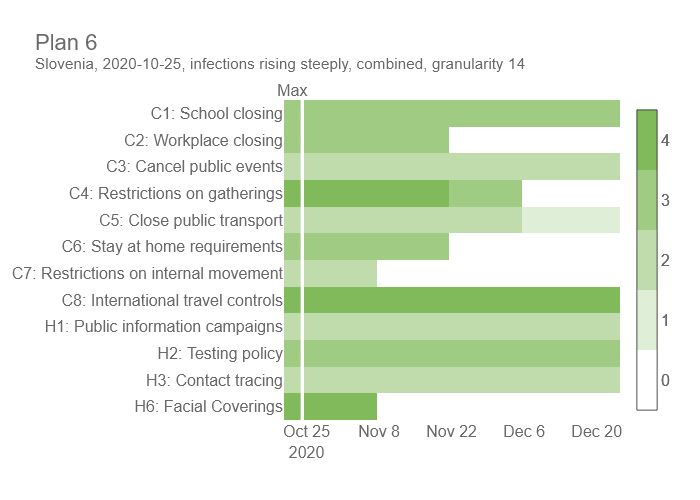 Plan 6
Slovenia, 2020-10-25, infections rising steeply, combined, granularity 14
Max
C1: School closing
C2: Workplace closing
C3: Cancel public events
C4: Restrictions on gatherings
C5: Close public transport
C6: Stay at home requirements
C7: Restrictions on internal movement
C8: International travel controls
H1: Public information campaigns
H2: Testing policy
H3: Contact tracing
H6: Facial Coverings
Oct 25 Nov 8 Nov 22 Dec 6 Dec 20
2020
4
3
2
1
0